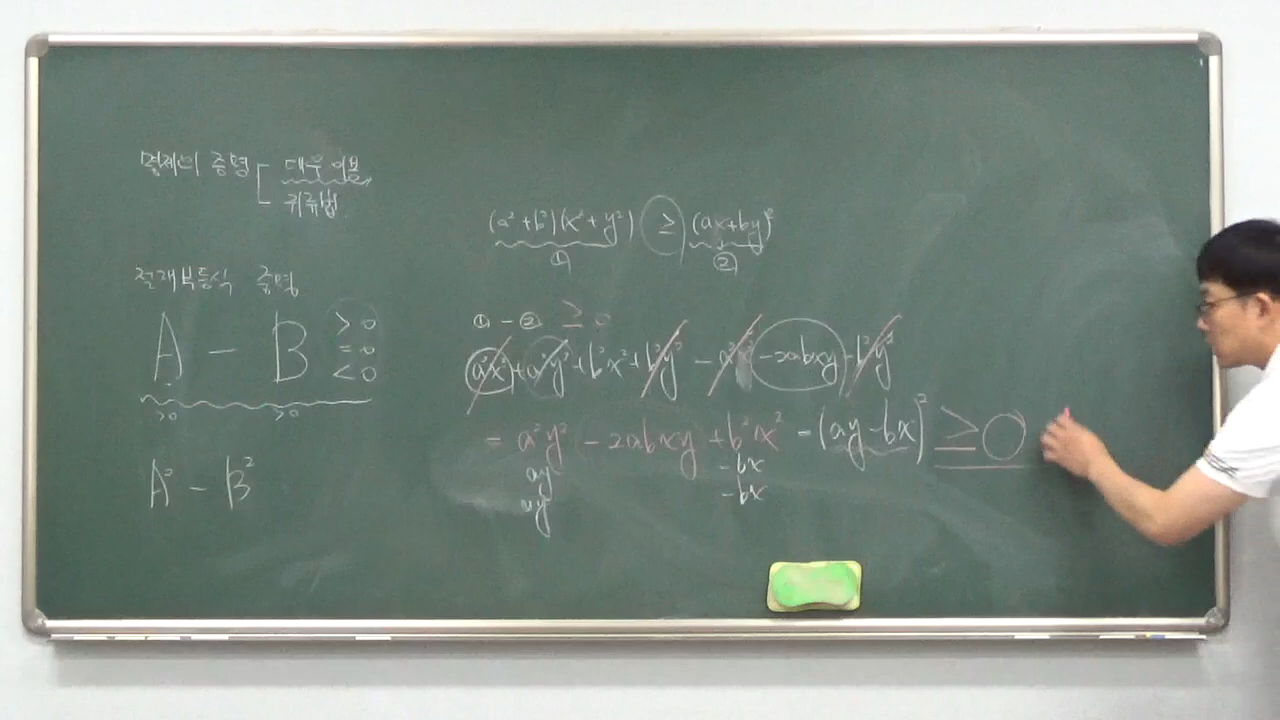 명제의 증명 [ 대우 이용
귀류법
절대부등식 증명
A - B > 0
= 0
< 0
>0 >0
A² - B²
(a²+b²)(x²+y²) ≥ (ax+by)²
① ②
① - ② ≥ 0
a²x²+a²y²+b²x²+b²y² - a²x² -2abxy -b²y²
= a²y² -2abxy +b²x² = (ay-bx)² ≥ 0
ay -bx
ay -bx